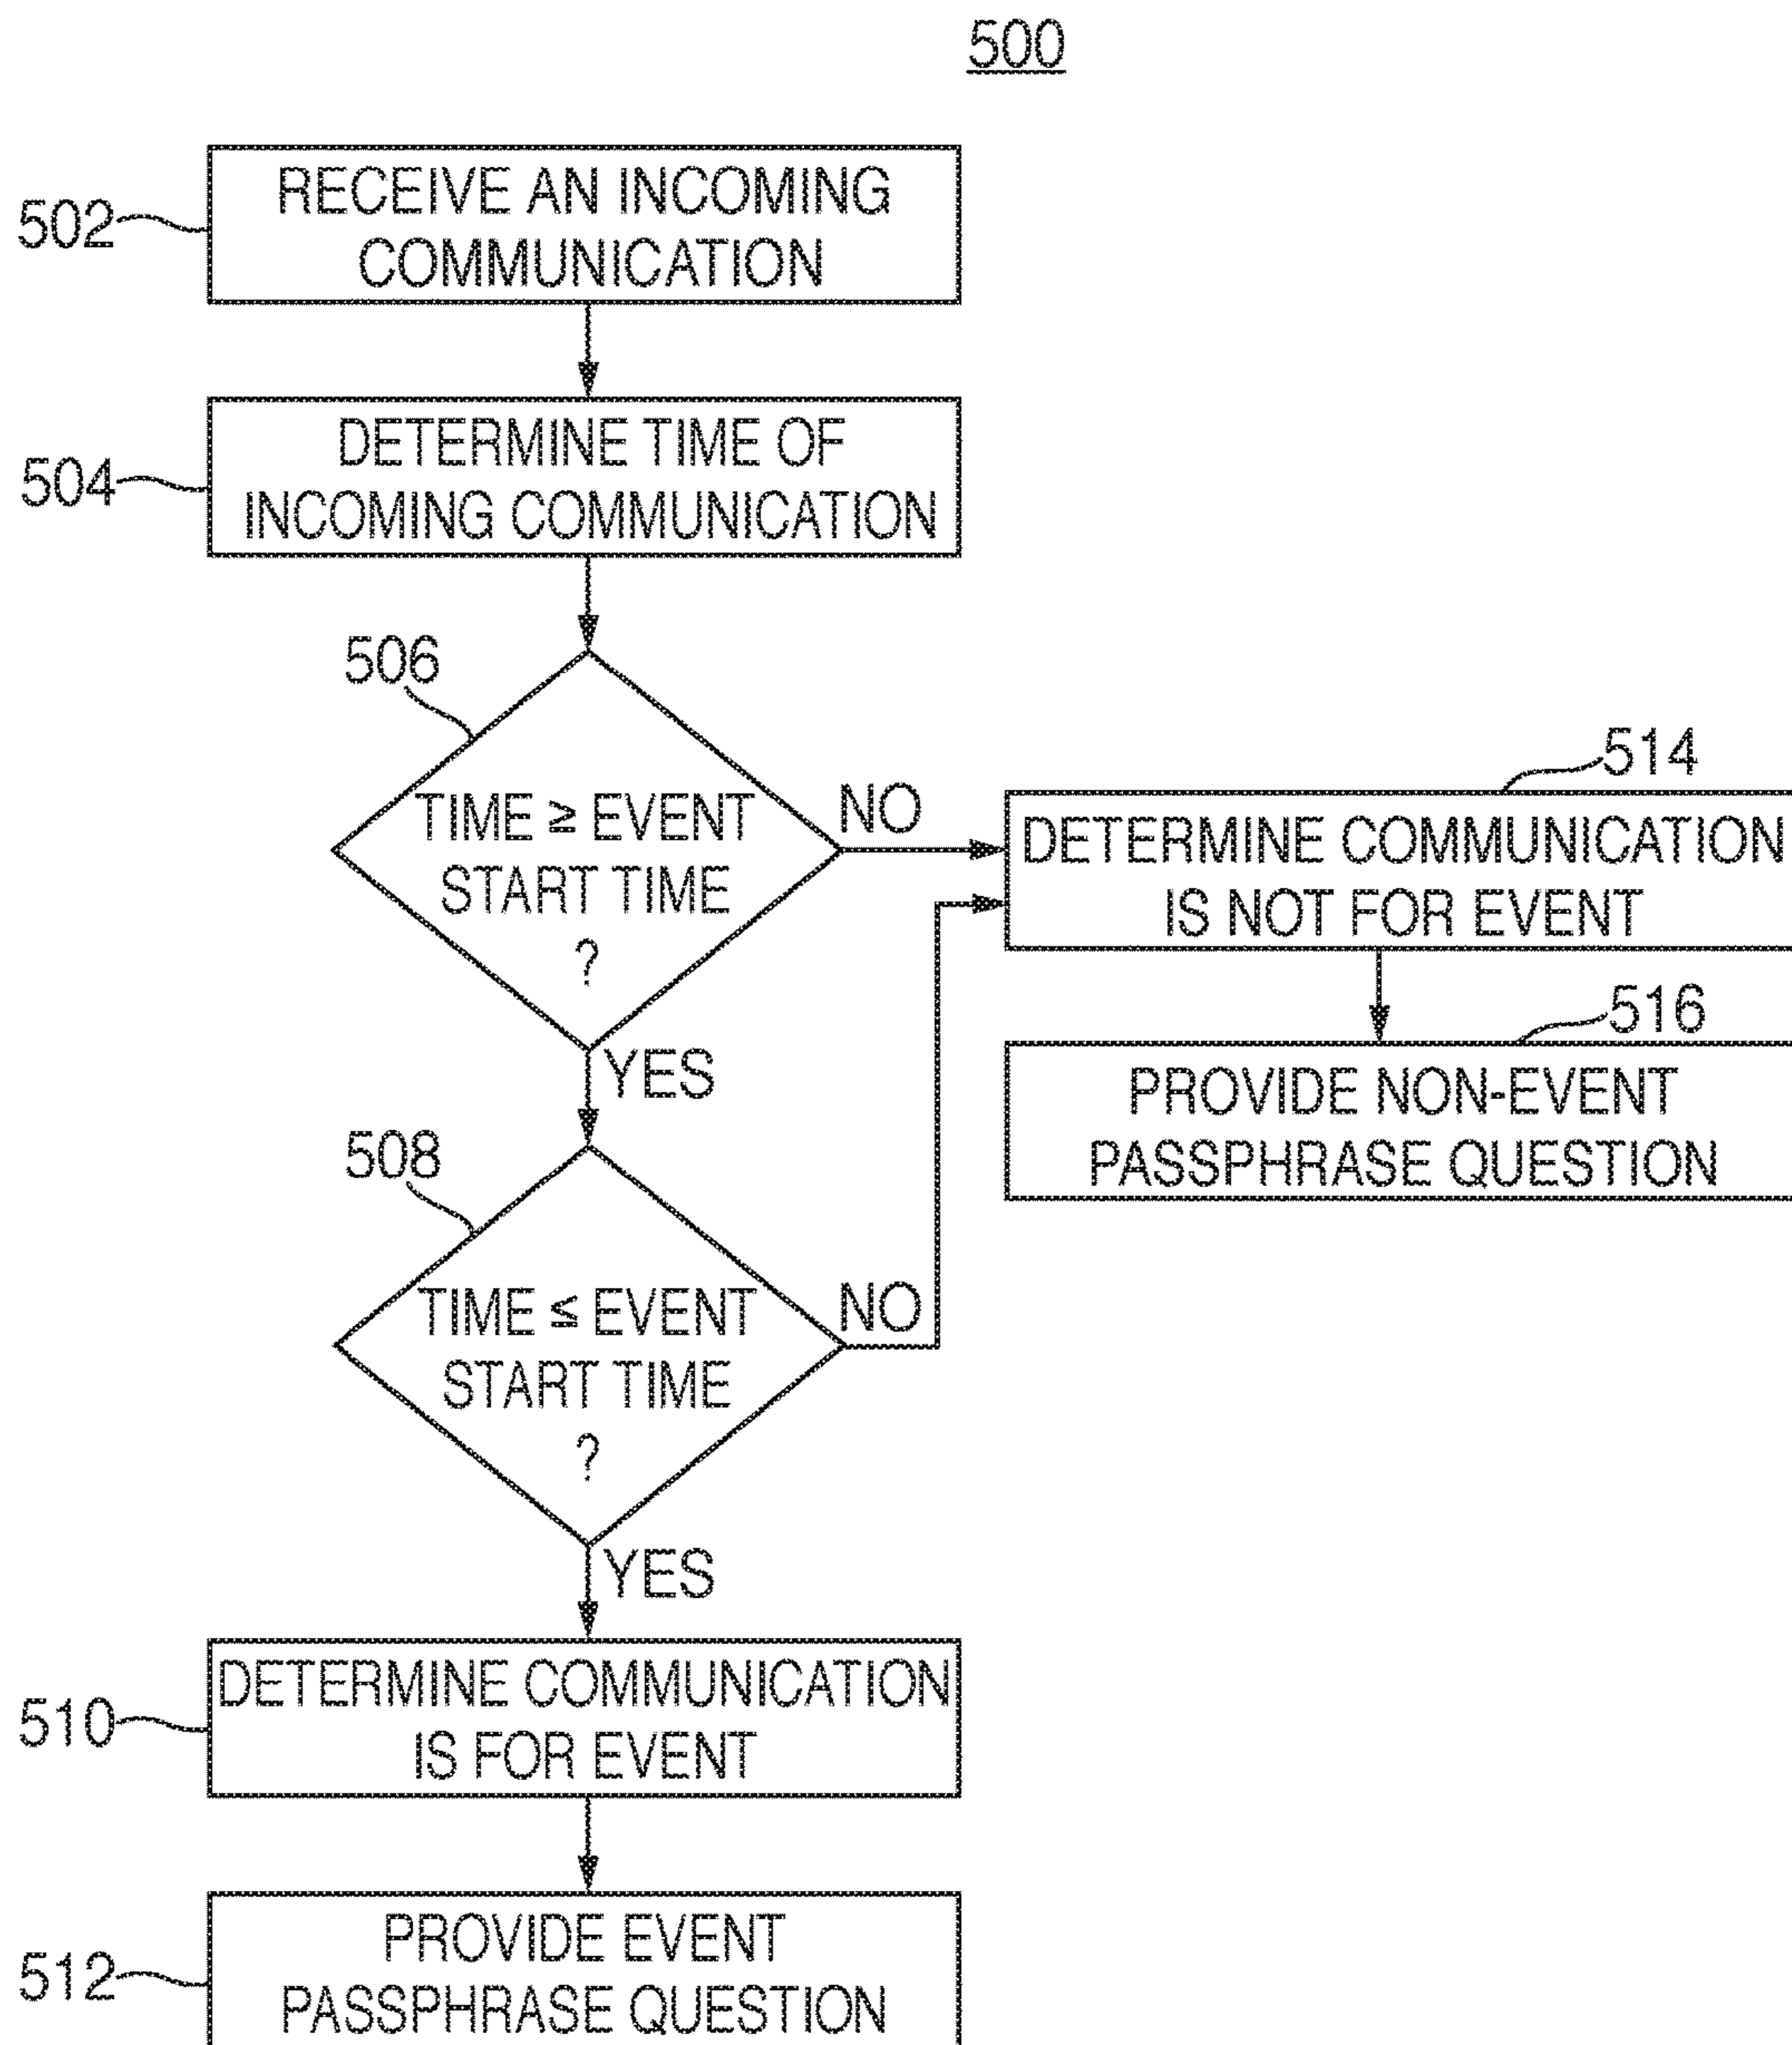 500
502
RECEIVE AN INCOMING
COMMUNICATION
504
DETERMINE TIME OF
INCOMING COMMUNICATION
506
TIME ≥ EVENT
START TIME
?
NO
YES
514
DETERMINE COMMUNICATION
IS NOT FOR EVENT
516
PROVIDE NON-EVENT
PASSPHRASE QUESTION
508
TIME ≤ EVENT
START TIME
?
NO
YES
510
DETERMINE COMMUNICATION
IS FOR EVENT
512
PROVIDE EVENT
PASSPHRASE QUESTION